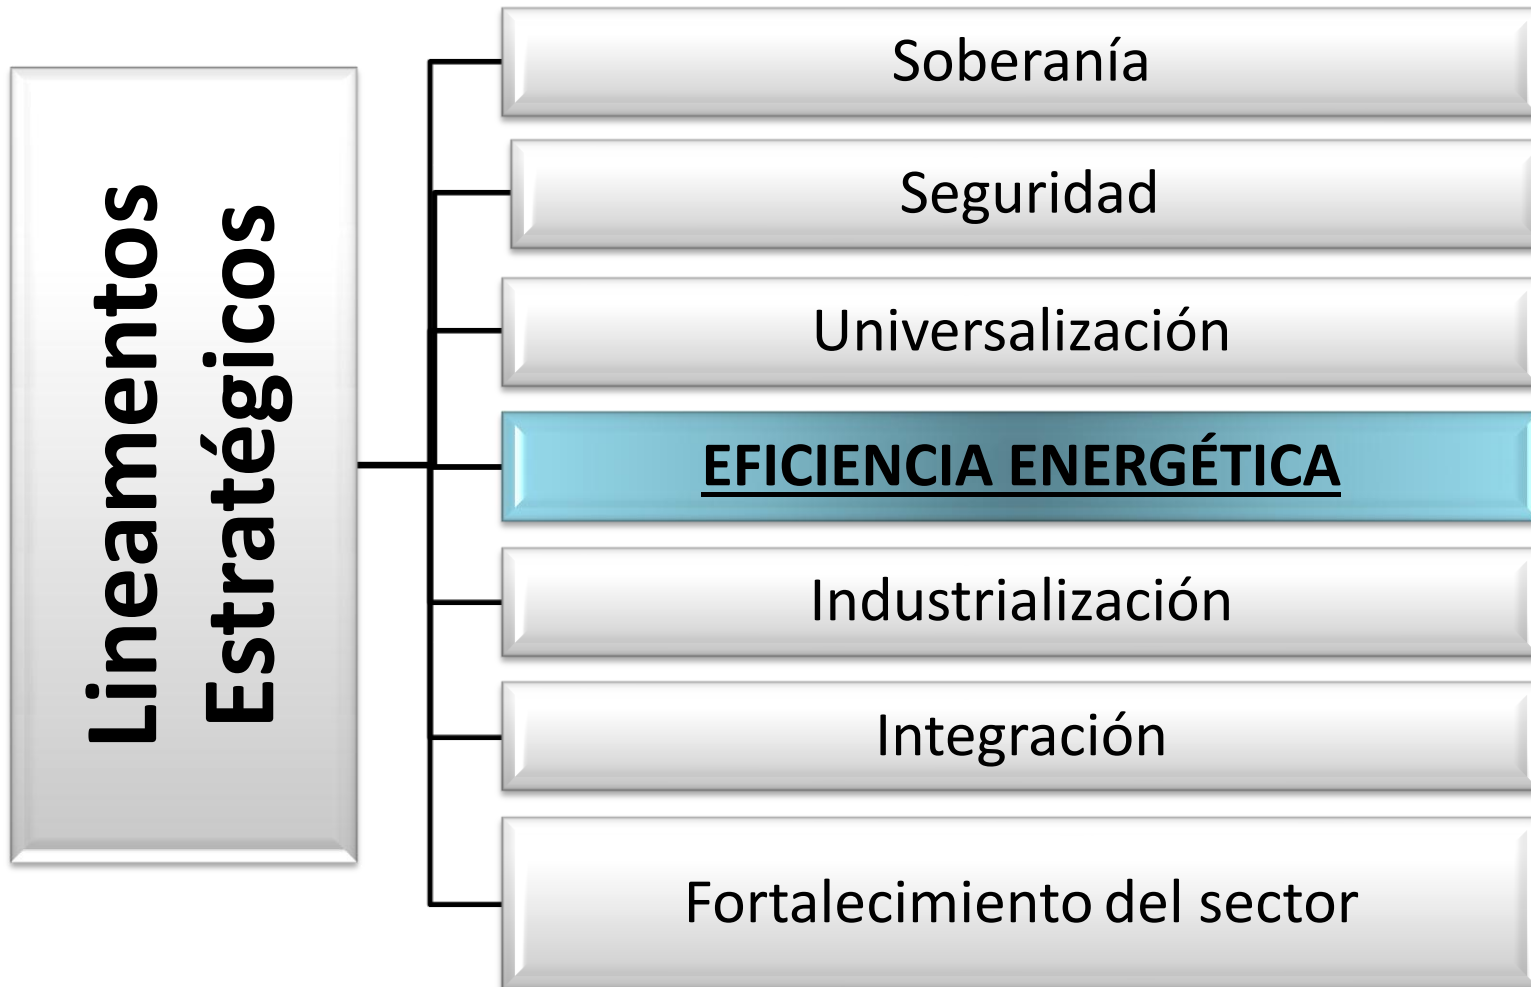 Lineamentos
Estratégicos
Soberanía
Seguridad
Universalización
EFICIENCIA ENERGÉTICA
Industrialización
Integración
Fortalecimiento del sector